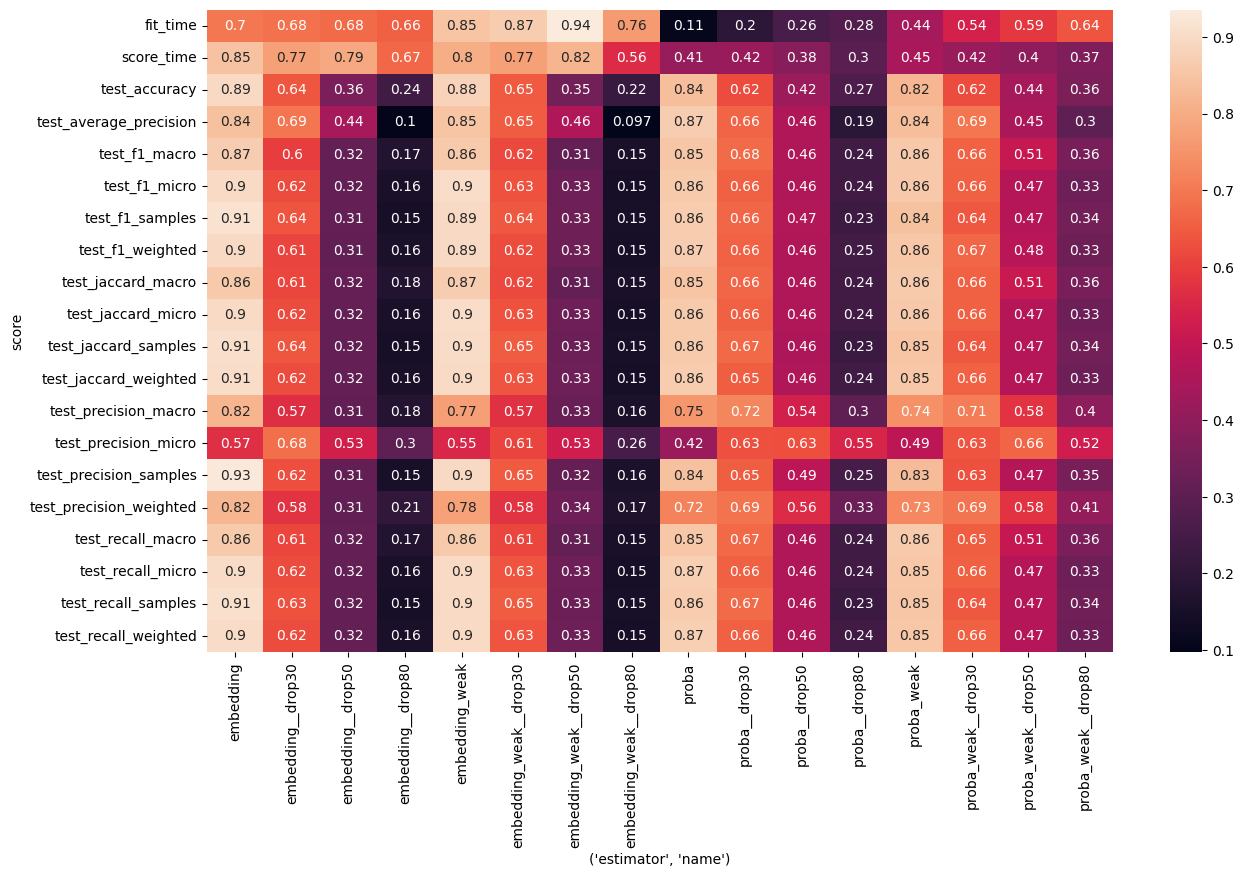 fit_time 0.7 0.68 0.68 0.66 0.85 0.87 0.94 0.76 0.11 0.2 0.26 0.28 0.44 0.54 0.59 0.64
score_time 0.85 0.77 0.79 0.67 0.8 0.77 0.82 0.56 0.41 0.42 0.38 0.3 0.45 0.42 0.4 0.37
test_accuracy 0.89 0.64 0.36 0.24 0.88 0.65 0.35 0.22 0.84 0.62 0.42 0.27 0.82 0.62 0.44 0.36
test_average_precision 0.84 0.69 0.44 0.1 0.85 0.65 0.46 0.097 0.87 0.66 0.46 0.19 0.84 0.69 0.45 0.3
test_f1_macro 0.87 0.6 0.32 0.17 0.86 0.62 0.31 0.15 0.85 0.68 0.46 0.24 0.86 0.66 0.51 0.36
test_f1_micro 0.9 0.62 0.32 0.16 0.9 0.63 0.33 0.15 0.86 0.66 0.46 0.24 0.86 0.66 0.47 0.33
test_f1_samples 0.91 0.64 0.31 0.15 0.89 0.64 0.33 0.15 0.86 0.66 0.47 0.23 0.84 0.64 0.47 0.34
test_f1_weighted 0.9 0.61 0.31 0.16 0.89 0.62 0.33 0.15 0.87 0.66 0.46 0.25 0.86 0.67 0.48 0.33
test_jaccard_macro 0.86 0.61 0.32 0.18 0.87 0.62 0.31 0.15 0.85 0.66 0.46 0.24 0.86 0.66 0.51 0.36
test_jaccard_micro 0.9 0.62 0.32 0.16 0.9 0.63 0.33 0.15 0.86 0.66 0.46 0.24 0.86 0.66 0.47 0.33
test_jaccard_samples 0.91 0.64 0.32 0.15 0.9 0.65 0.33 0.15 0.86 0.67 0.46 0.23 0.85 0.64 0.47 0.34
test_jaccard_weighted 0.91 0.62 0.32 0.16 0.9 0.63 0.33 0.15 0.86 0.65 0.46 0.24 0.85 0.66 0.47 0.33
test_precision_macro 0.82 0.57 0.31 0.18 0.77 0.57 0.33 0.16 0.75 0.72 0.54 0.3 0.74 0.71 0.58 0.4
test_precision_micro 0.57 0.68 0.53 0.3 0.55 0.61 0.53 0.26 0.42 0.63 0.63 0.55 0.49 0.63 0.66 0.52
test_precision_samples 0.93 0.62 0.31 0.15 0.9 0.65 0.32 0.16 0.84 0.65 0.49 0.25 0.83 0.63 0.47 0.35
test_precision_weighted 0.82 0.58 0.31 0.21 0.78 0.58 0.34 0.17 0.72 0.69 0.56 0.33 0.73 0.69 0.58 0.41
test_recall_macro 0.86 0.61 0.32 0.17 0.86 0.61 0.31 0.15 0.85 0.67 0.46 0.24 0.86 0.65 0.51 0.36
test_recall_micro 0.9 0.62 0.32 0.16 0.9 0.63 0.33 0.15 0.87 0.66 0.46 0.24 0.85 0.66 0.47 0.33
test_recall_samples 0.91 0.63 0.32 0.15 0.9 0.65 0.33 0.15 0.86 0.67 0.46 0.23 0.85 0.64 0.47 0.34
test_recall_weighted 0.9 0.62 0.32 0.16 0.9 0.63 0.33 0.15 0.87 0.66 0.46 0.24 0.85 0.66 0.47 0.33
score
embedding
embedding__drop30
embedding__drop50
embedding__drop80
embedding_weak
embedding_weak__drop30
embedding_weak__drop50
embedding_weak__drop80
proba
proba__drop30
proba__drop50
proba__drop80
proba_weak
proba_weak__drop30
proba_weak__drop50
proba_weak__drop80
('estimator', 'name')
0.9
0.8
0.7
0.6
0.5
0.4
0.3
0.2
0.1